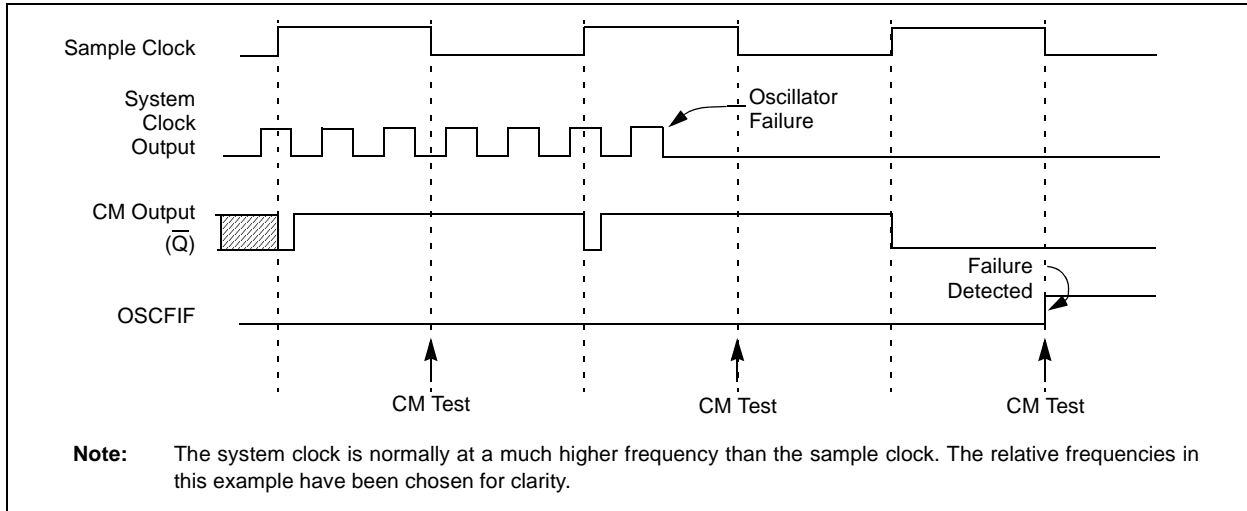 Sample Clock
System
Clock
Output
Oscillator
Failure
CM Output
(Q̅)
Failure
Detected
OSCFIF
CM Test
CM Test
CM Test
Note: The system clock is normally at a much higher frequency than the sample clock. The relative frequencies in
this example have been chosen for clarity.